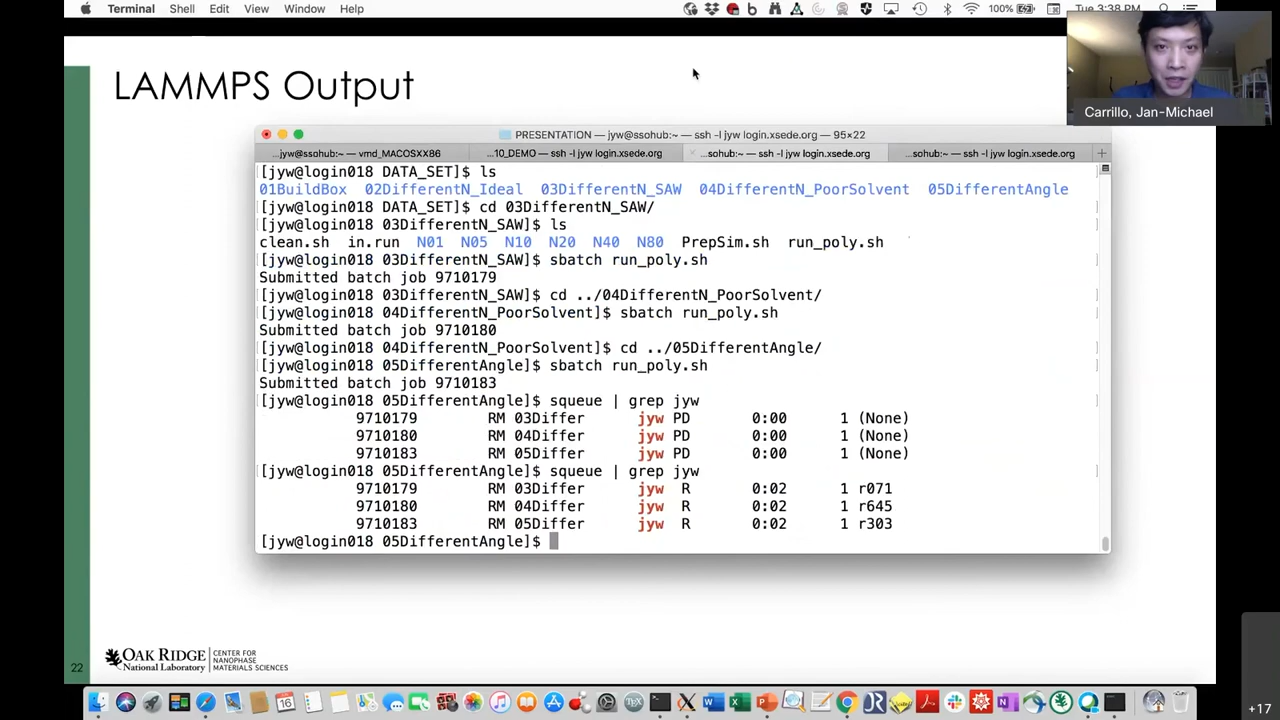 Terminal Shell Edit View Window Help
100% Tue 3:38 PM
Carrillo, Jan-Michael
LAMMPS Output
PRESENTATION — jyw@ssohub:~ — ssh -l jyw login.xsede.org — 95×22
...jyw@ssohub:~ — vmd_MACOSXX86 ...10_DEMO — ssh -l jyw login.xsede.org ...sohub:~ — ssh -l jyw login.xsede.org ...sohub:~ — ssh -l jyw login.xsede.org +
[jyw@login018 DATA_SET]$ ls
01BuildBox 02DifferentN_Ideal 03DifferentN_SAW 04DifferentN_PoorSolvent 05DifferentAngle
[jyw@login018 DATA_SET]$ cd 03DifferentN_SAW/
[jyw@login018 03DifferentN_SAW]$ ls
clean.sh in.run N01 N05 N10 N20 N40 N80 PrepSim.sh run_poly.sh
[jyw@login018 03DifferentN_SAW]$ sbatch run_poly.sh
Submitted batch job 9710179
[jyw@login018 03DifferentN_SAW]$ cd ../04DifferentN_PoorSolvent/
[jyw@login018 04DifferentN_PoorSolvent]$ sbatch run_poly.sh
Submitted batch job 9710180
[jyw@login018 04DifferentN_PoorSolvent]$ cd ../05DifferentAngle/
[jyw@login018 05DifferentAngle]$ sbatch run_poly.sh
Submitted batch job 9710183
[jyw@login018 05DifferentAngle]$ squeue | grep jyw
9710179 RM 03Differ jyw PD 0:00 1 (None)
9710180 RM 04Differ jyw PD 0:00 1 (None)
9710183 RM 05Differ jyw PD 0:00 1 (None)
[jyw@login018 05DifferentAngle]$ squeue | grep jyw
9710179 RM 03Differ jyw R 0:02 1 r071
9710180 RM 04Differ jyw R 0:02 1 r645
9710183 RM 05Differ jyw R 0:02 1 r303
[jyw@login018 05DifferentAngle]$
22
OAK RIDGE
National Laboratory
CENTER FOR
NANOPHASE
MATERIALS SCIENCES
+17